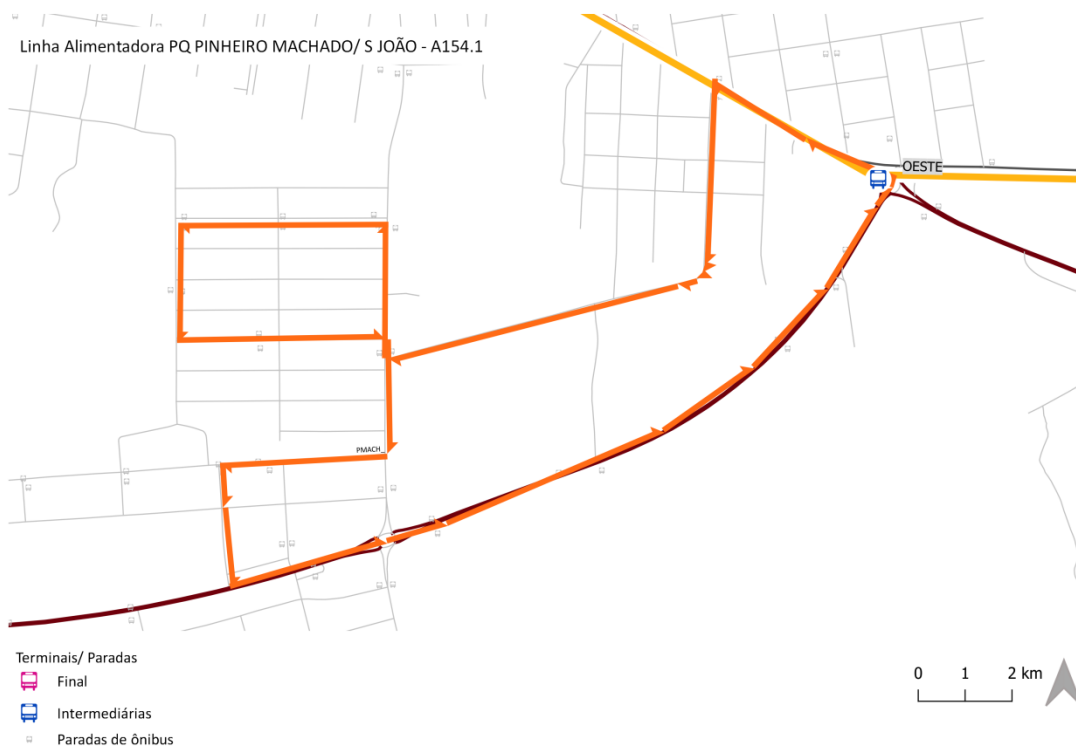 Linha Alimentadora PQ PINHEIRO MACHADO/ S JOÃO - A154.1
OESTE
PMACH_
Terminais/ Paradas
Final
Intermediárias
Paradas de ônibus
0 1 2 km